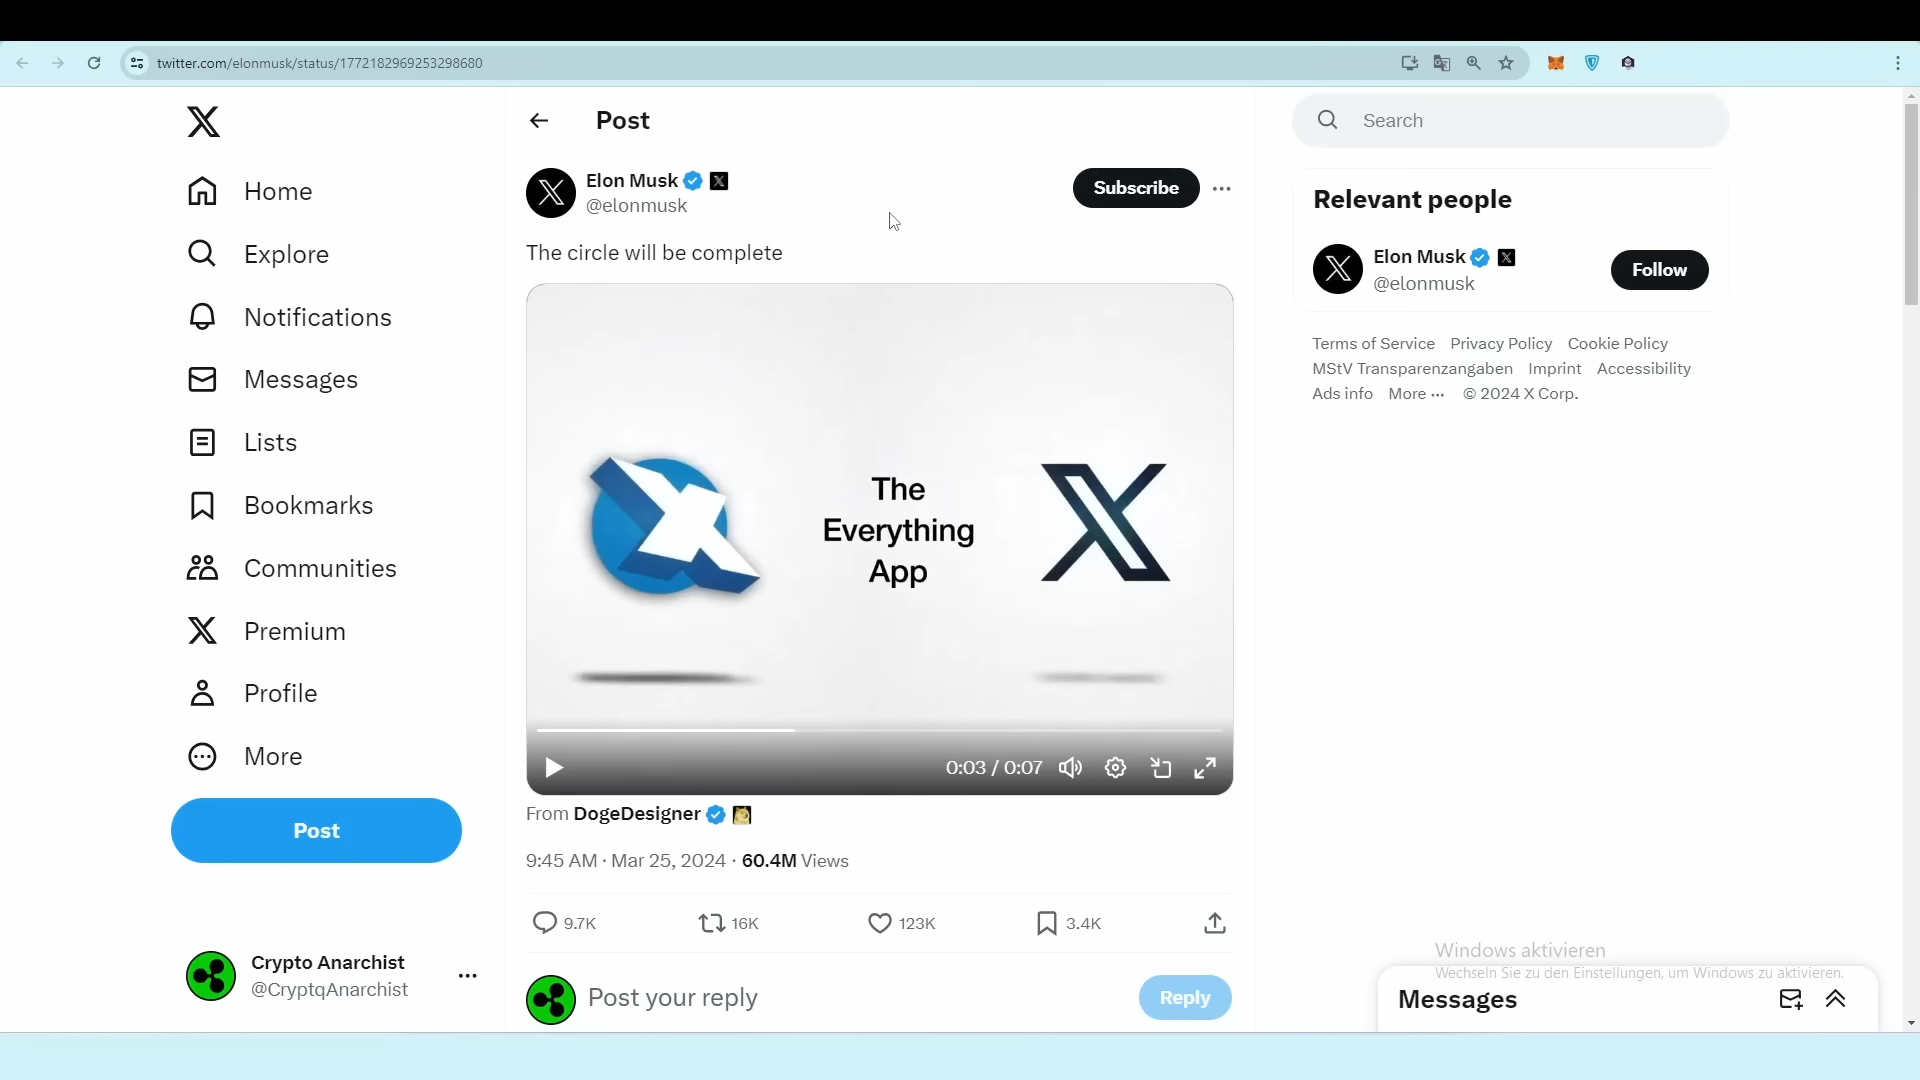 twitter.com/elonmusk/status/1772182969253298680
Home
Explore
Notifications
Messages
Lists
Bookmarks
Communities
Premium
Profile
More
Post
Crypto Anarchist
@CryptqAnarchist
Post
Elon Musk
@elonmusk
Subscribe
The circle will be complete
The
Everything
App
0:03 / 0:07
From DogeDesigner
9:45 AM · Mar 25, 2024 · 60.4M Views
9.7K 16K 123K 3.4K
Post your reply
Reply
Search
Relevant people
Elon Musk
@elonmusk
Follow
Terms of Service Privacy Policy Cookie Policy
MStV Transparenzangaben Imprint Accessibility
Ads info More ··· © 2024 X Corp.
Windows aktivieren
Wechseln Sie zu den Einstellungen, um Windows zu aktivieren.
Messages